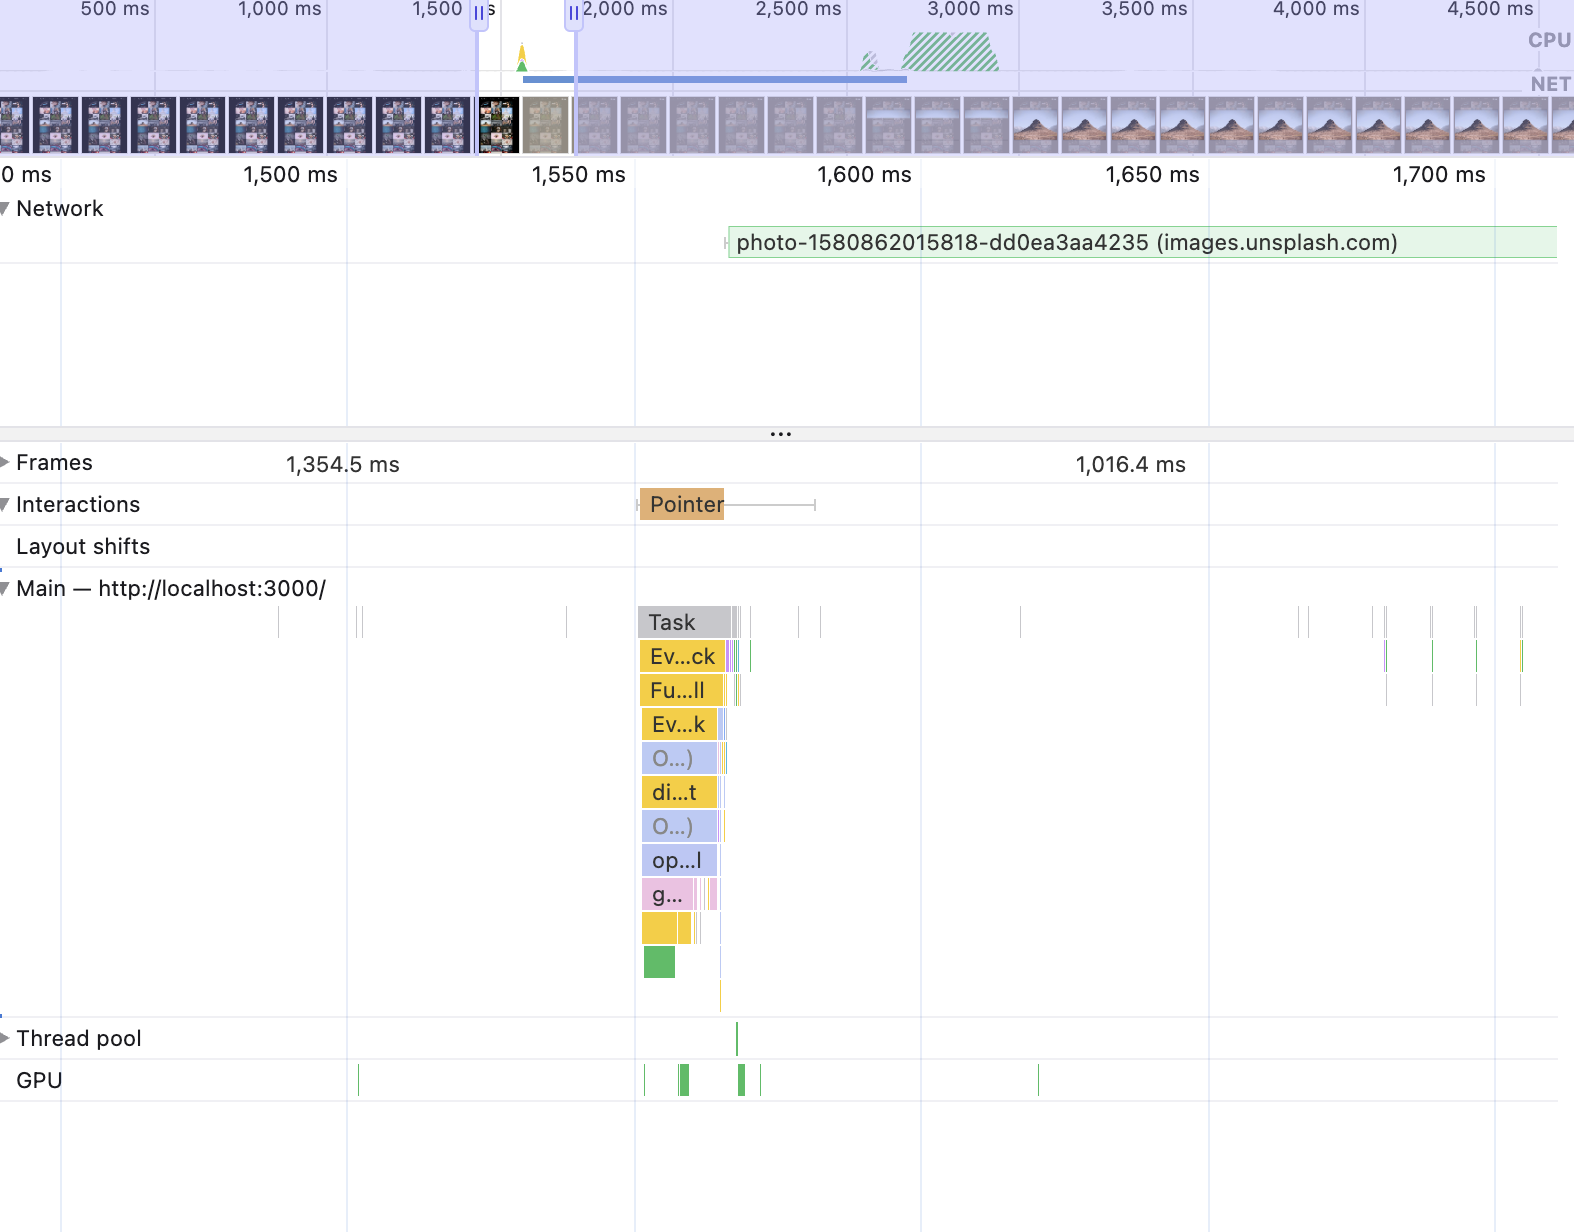 500 ms 1,000 ms 1,500 s 2,000 ms 2,500 ms 3,000 ms 3,500 ms 4,000 ms 4,500 ms
CPU
NET
0 ms 1,500 ms 1,550 ms 1,600 ms 1,650 ms 1,700 ms
Network
photo-1580862015818-dd0ea3aa4235 (images.unsplash.com)
...
Frames 1,354.5 ms 1,016.4 ms
Interactions Pointer
Layout shifts
Main — http://localhost:3000/
Task
Ev...ck
Fu...ll
Ev...k
O...)
di...t
O...)
op...l
g...
Thread pool
GPU